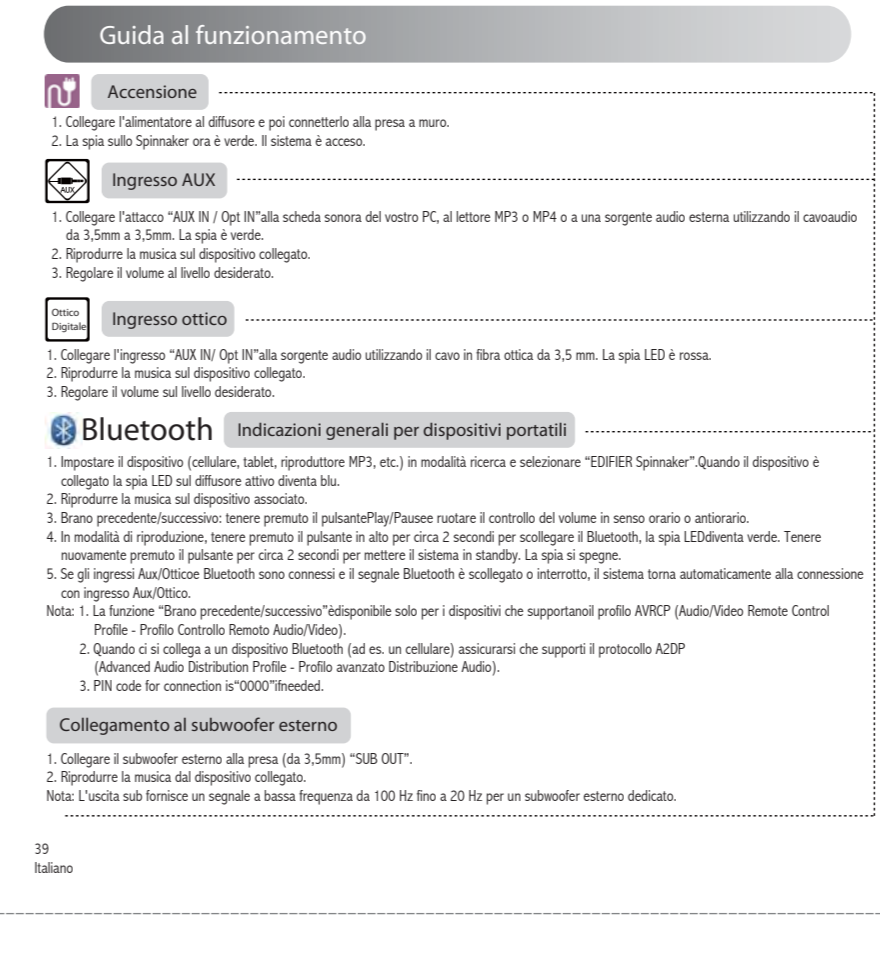 Guida al funzionamento
Accensione
1. Collegare l'alimentatore al diffusore e poi connetterlo alla presa a muro.
2. La spia sullo Spinnaker ora è verde. Il sistema è acceso.
AUX
Ingresso AUX
1. Collegare l'attacco “AUX IN / Opt IN”alla scheda sonora del vostro PC, al lettore MP3 o MP4 o a una sorgente audio esterna utilizzando il cavoaudio
da 3,5mm a 3,5mm. La spia è verde.
2. Riprodurre la musica sul dispositivo collegato.
3. Regolare il volume al livello desiderato.
Ottico
Digitale
Ingresso ottico
1. Collegare l'ingresso “AUX IN/ Opt IN”alla sorgente audio utilizzando il cavo in fibra ottica da 3,5 mm. La spia LED è rossa.
2. Riprodurre la musica sul dispositivo collegato.
3. Regolare il volume sul livello desiderato.
Bluetooth Indicazioni generali per dispositivi portatili
1. Impostare il dispositivo (cellulare, tablet, riproduttore MP3, etc.) in modalità ricerca e selezionare “EDIFIER Spinnaker”.Quando il dispositivo è
collegato la spia LED sul diffusore attivo diventa blu.
2. Riprodurre la musica sul dispositivo associato.
3. Brano precedente/successivo: tenere premuto il pulsantePlay/Pausee ruotare il controllo del volume in senso orario o antiorario.
4. In modalità di riproduzione, tenere premuto il pulsante in alto per circa 2 secondi per scollegare il Bluetooth, la spia LEDdiventa verde. Tenere
nuovamente premuto il pulsante per circa 2 secondi per mettere il sistema in standby. La spia si spegne.
5. Se gli ingressi Aux/Otticoe Bluetooth sono connessi e il segnale Bluetooth è scollegato o interrotto, il sistema torna automaticamente alla connessione
con ingresso Aux/Ottico.
Nota: 1. La funzione “Brano precedente/successivo”èdisponibile solo per i dispositivi che supportanoil profilo AVRCP (Audio/Video Remote Control
Profile - Profilo Controllo Remoto Audio/Video).
2. Quando ci si collega a un dispositivo Bluetooth (ad es. un cellulare) assicurarsi che supporti il protocollo A2DP
(Advanced Audio Distribution Profile - Profilo avanzato Distribuzione Audio).
3. PIN code for connection is“0000”ifneeded.
Collegamento al subwoofer esterno
1. Collegare il subwoofer esterno alla presa (da 3,5mm) “SUB OUT”.
2. Riprodurre la musica dal dispositivo collegato.
Nota: L'uscita sub fornisce un segnale a bassa frequenza da 100 Hz fino a 20 Hz per un subwoofer esterno dedicato.
39
Italiano